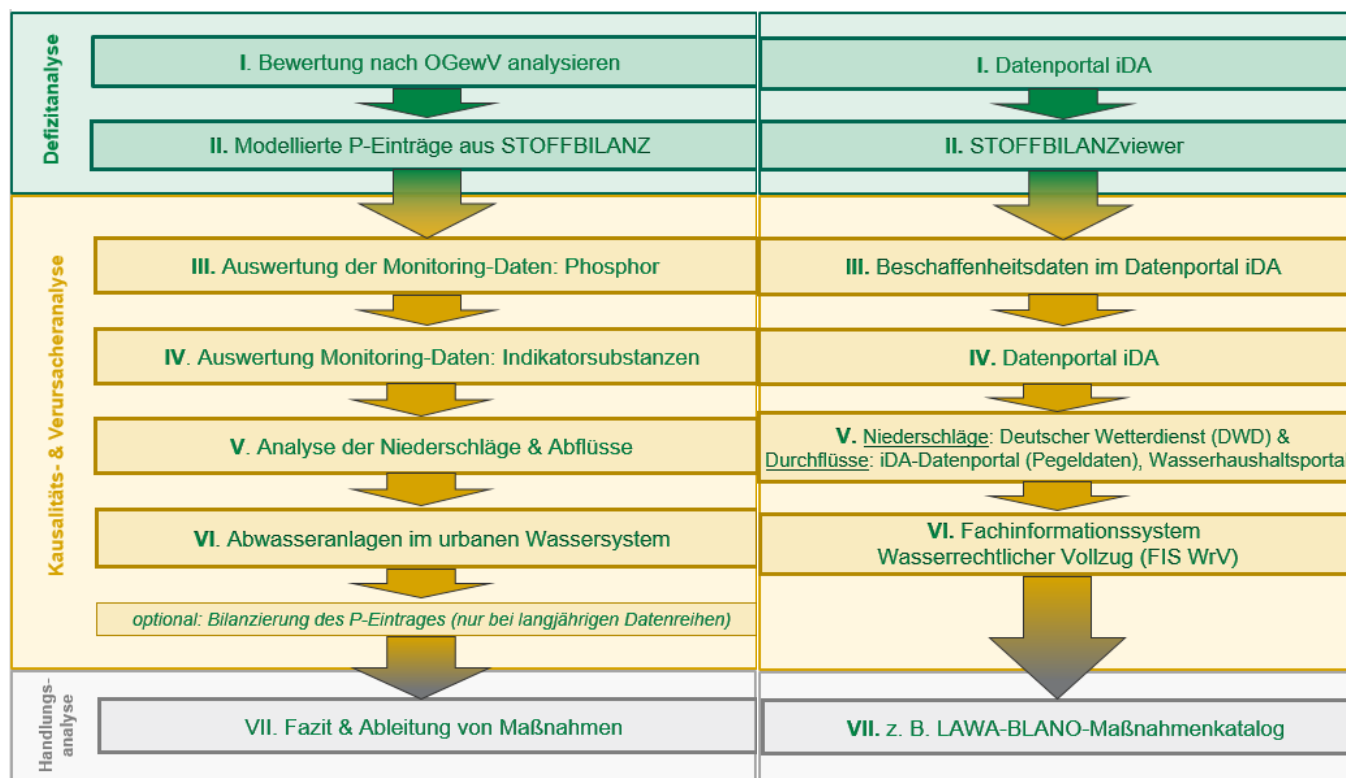 Defizitanalyse
I. Bewertung nach OGewV analysieren
I. Datenportal iDA
II. Modellierte P-Einträge aus STOFFBILANZ
II. STOFFBILANZviewer
Kausalitäts- & Verursacheranalyse
III. Auswertung der Monitoring-Daten: Phosphor
III. Beschaffenheitsdaten im Datenportal iDA
IV. Auswertung Monitoring-Daten: Indikatorsubstanzen
IV. Datenportal iDA
V. Analyse der Niederschläge & Abflüsse
V. Niederschläge: Deutscher Wetterdienst (DWD) &
Durchflüsse: iDA-Datenportal (Pegeldaten), Wasserhaushaltsportal
VI. Abwasseranlagen im urbanen Wassersystem
VI. Fachinformationssystem
Wasserrechtlicher Vollzug (FIS WrV)
optional: Bilanzierung des P-Eintrages (nur bei langjährigen Datenreihen)
Handlungs-
analyse
VII. Fazit & Ableitung von Maßnahmen
VII. z. B. LAWA-BLANO-Maßnahmenkatalog